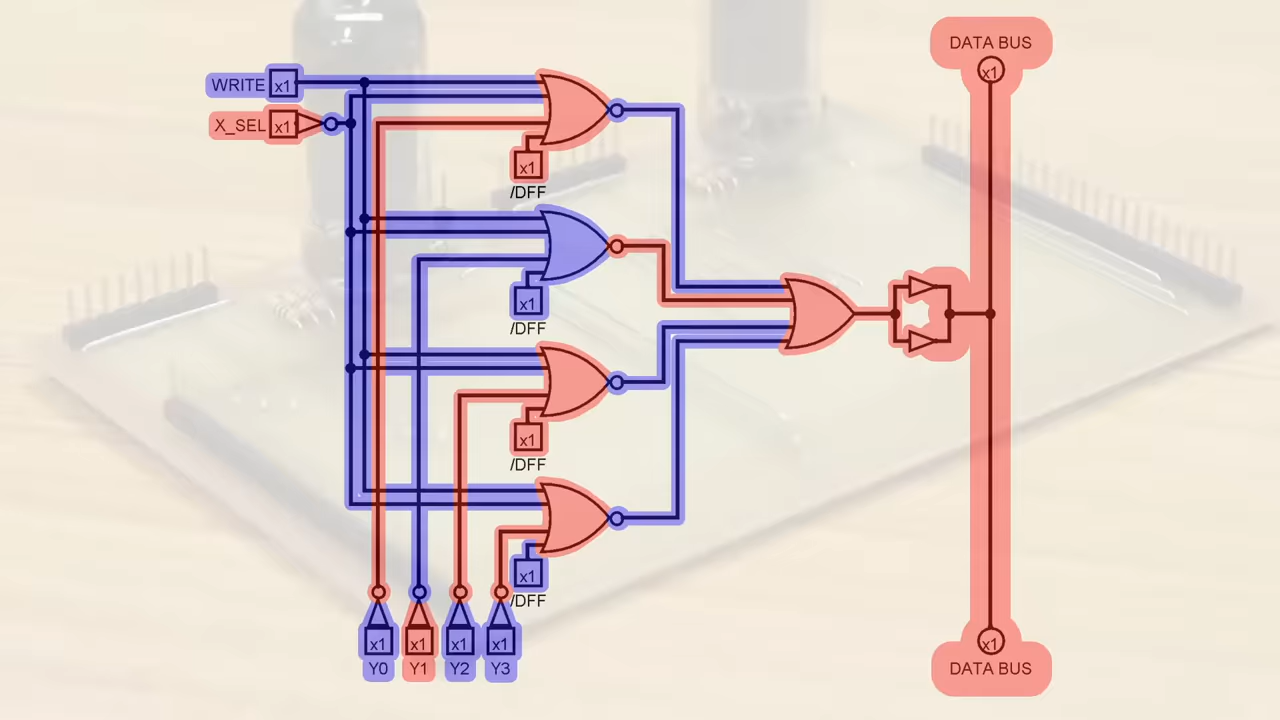 DATA BUS
x1
WRITE x1
X_SEL x1
x1
/DFF
x1
/DFF
x1
/DFF
x1
/DFF
x1 x1 x1 x1
Y0 Y1 Y2 Y3
x1
DATA BUS